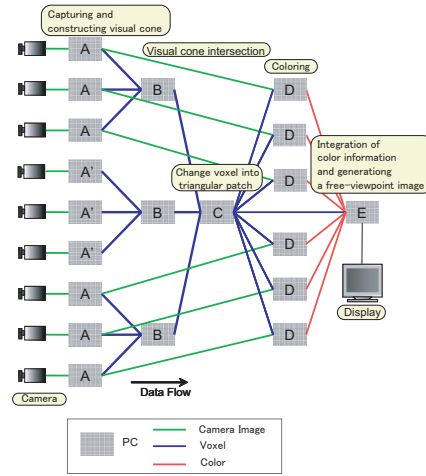 Capturing and
constructing visual cone
Visual cone intersection
Coloring
A
A
A
A'
A'
A'
A
A
A
B
B
B
Change voxel into
triangular patch
C
D
D
D
D
D
D
Integration of
color information
and generationg
a free-viewpoint image
E
Display
Camera
Data Flow
PC
Camera Image
Voxel
Color